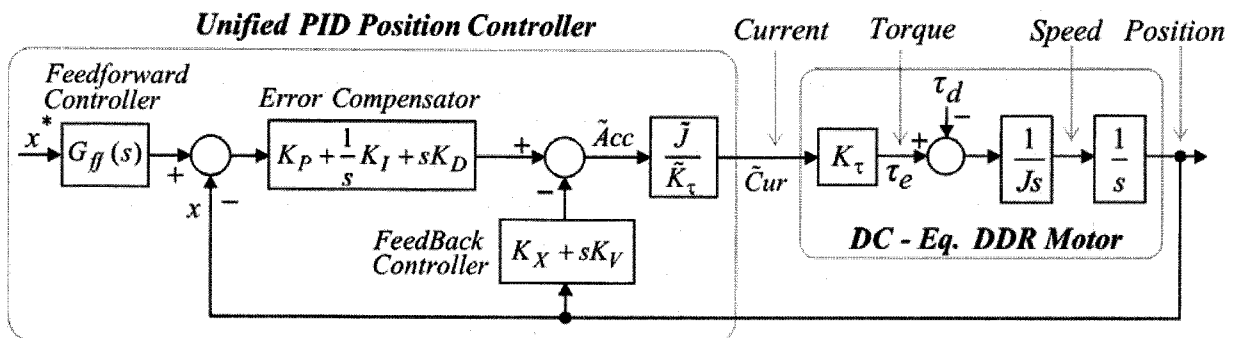 Unified PID Position Controller
Current Torque Speed Position
Feedforward
Controller
Error Compensator
x*
G_ff(s)
+
x
−
K_P + 1/s K_I + sK_D
+
−
Ãcc
J̃/K̃_τ
C̃ur
K_τ
τ_e
+
τ_d
−
1/Js
1/s
FeedBack
Controller
K_X + sK_V
DC - Eq. DDR Motor